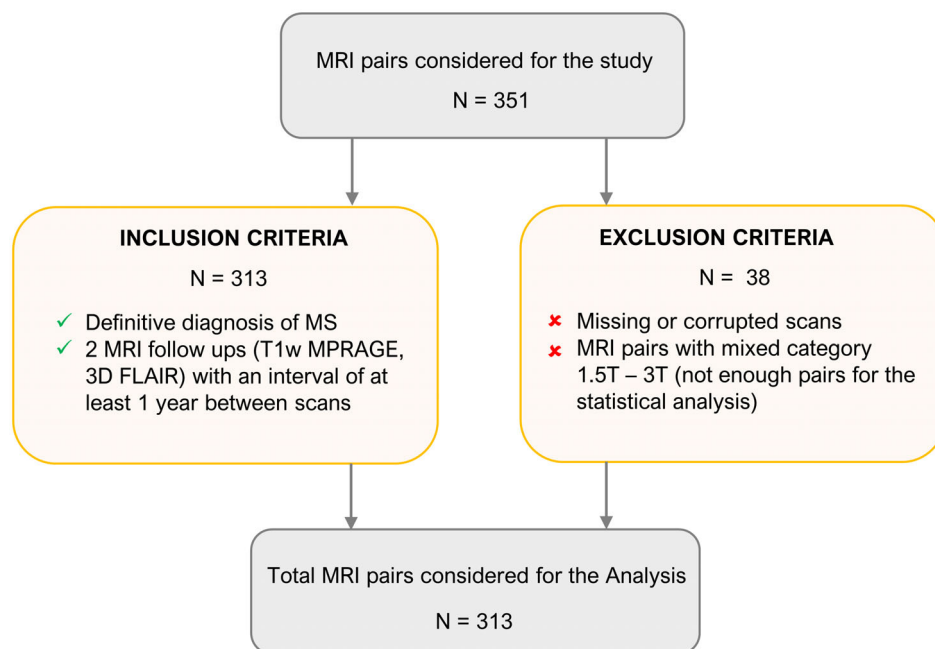 MRI pairs considered for the study
N = 351
INCLUSION CRITERIA
N = 313
✓ Definitive diagnosis of MS
✓ 2 MRI follow ups (T1w MPRAGE,
3D FLAIR) with an interval of at
least 1 year between scans
EXCLUSION CRITERIA
N = 38
✘ Missing or corrupted scans
✘ MRI pairs with mixed category
1.5T – 3T (not enough pairs for the
statistical analysis)
Total MRI pairs considered for the Analysis
N = 313